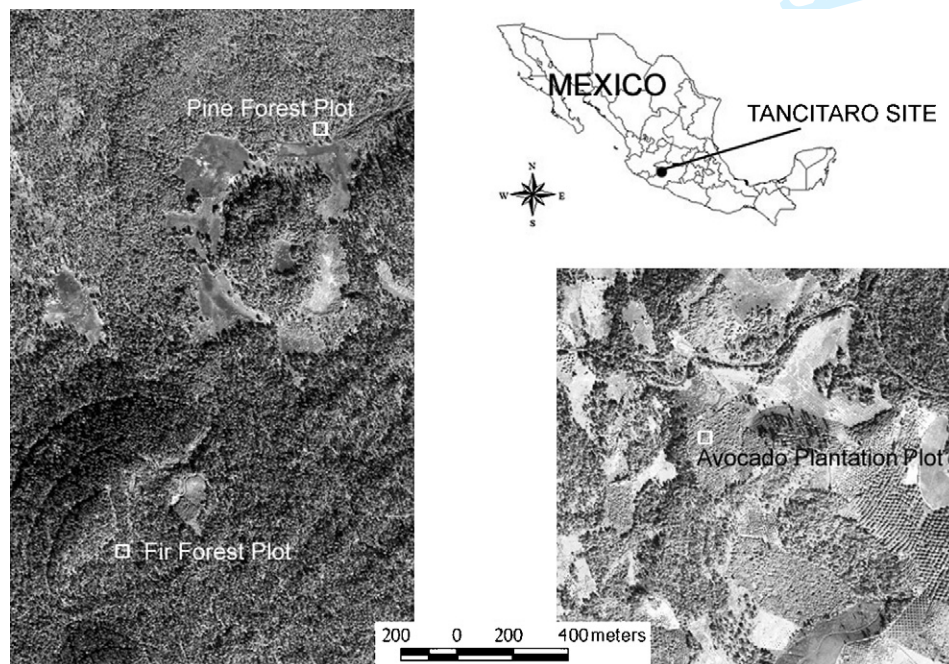 Pine Forest Plot
MEXICO
TANCITARO SITE
N
W E
S
Avocado Plantation Plot
Fir Forest Plot
200 0 200 400 meters